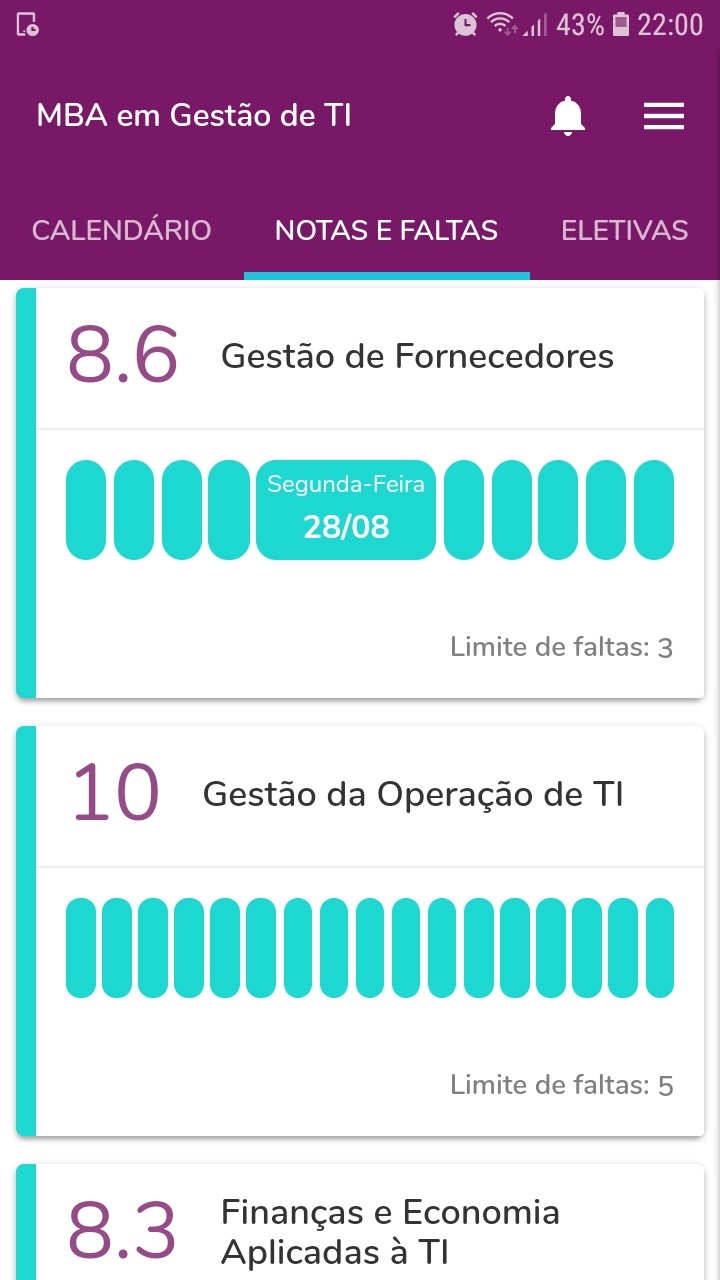 43% 22:00
MBA em Gestão de TI
CALENDÁRIO NOTAS E FALTAS ELETIVAS
8.6 Gestão de Fornecedores
Segunda-Feira
28/08
Limite de faltas: 3
10 Gestão da Operação de TI
Limite de faltas: 5
8.3 Finanças e Economia
Aplicadas à TI